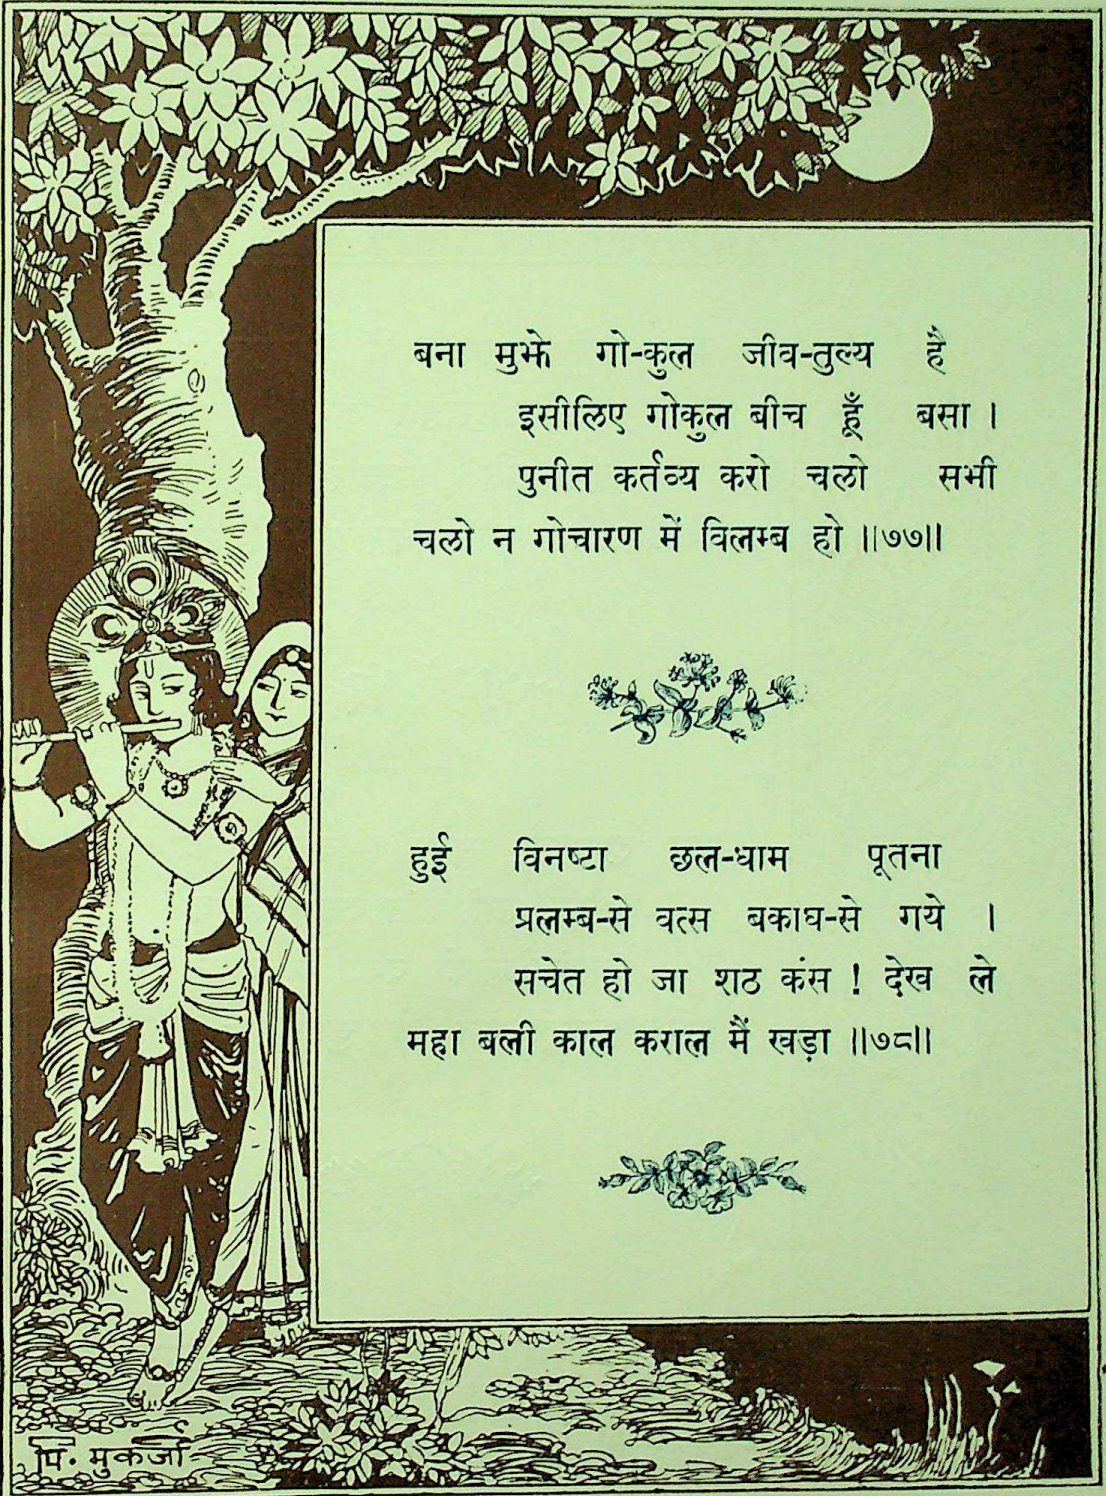 बना मुझे गो-कुल जीव-तुल्य है
इसीलिए गोकुल बीच हूँ बसा ।
पुनीत कर्तव्य करो चलो सभी
चलो न गोचारण में विलम्ब हो ॥७७॥
हुई विनष्टा छल-धाम पूतना
प्रलम्ब-से वत्स बकाघ-से गये ।
सचेत हो जा शठ कंस ! देख ले
महा बली काल कराल मैं खड़ा ॥७८॥
पि. मुकर्जी